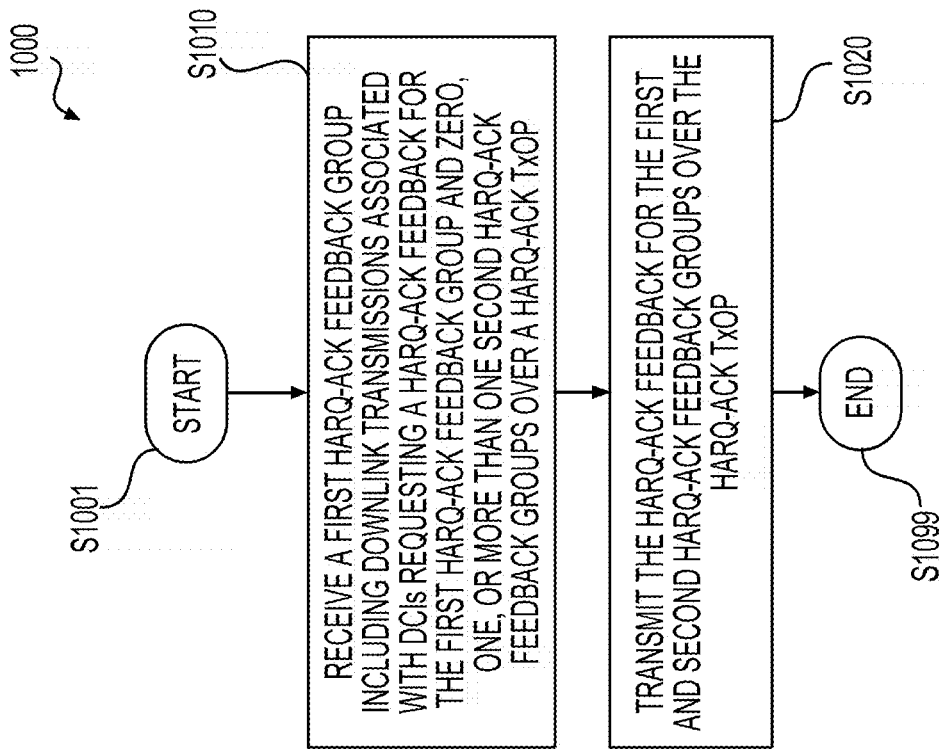 1000
START
S1001
RECEIVE A FIRST HARQ-ACK FEEDBACK GROUP
INCLUDING DOWNLINK TRANSMISSIONS ASSOCIATED
WITH DCIs REQUESTING A HARQ-ACK FEEDBACK FOR
THE FIRST HARQ-ACK FEEDBACK GROUP AND ZERO,
ONE, OR MORE THAN ONE SECOND HARQ-ACK
FEEDBACK GROUPS OVER A HARQ-ACK TxOP
S1010
TRANSMIT THE HARQ-ACK FEEDBACK FOR THE FIRST
AND SECOND HARQ-ACK FEEDBACK GROUPS OVER THE
HARQ-ACK TxOP
S1020
END
S1099